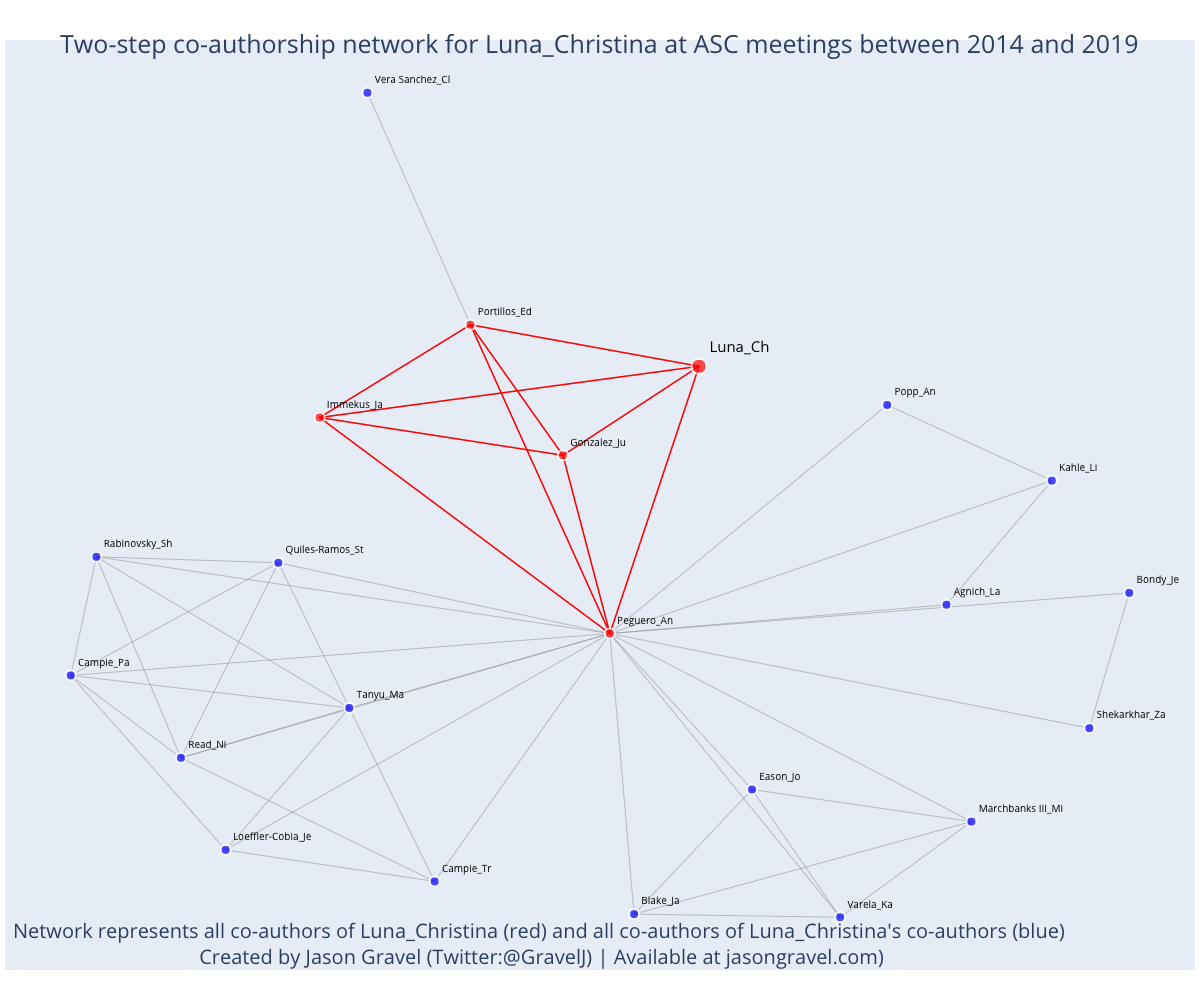 Two-step co-authorship network for Luna_Christina at ASC meetings between 2014 and 2019
Vera Sanchez_Cl
Portillos_Ed
Luna_Ch
Popp_An
Immekus_Ja
Gonzalez_Ju
Kahle_Li
Rabinovsky_Sh
Quiles-Ramos_St
Bondy_Je
Agnich_La
Peguero_An
Campie_Pa
Tanyu_Ma
Shekarkhar_Za
Read_Ni
Eason_Jo
Marchbanks III_Mi
Loeffler-Cobia_Je
Campie_Tr
Blake_Ja
Varela_Ka
Network represents all co-authors of Luna_Christina (red) and all co-authors of Luna_Christina's co-authors (blue)
Created by Jason Gravel (Twitter:@GravelJ) | Available at jasongravel.com)